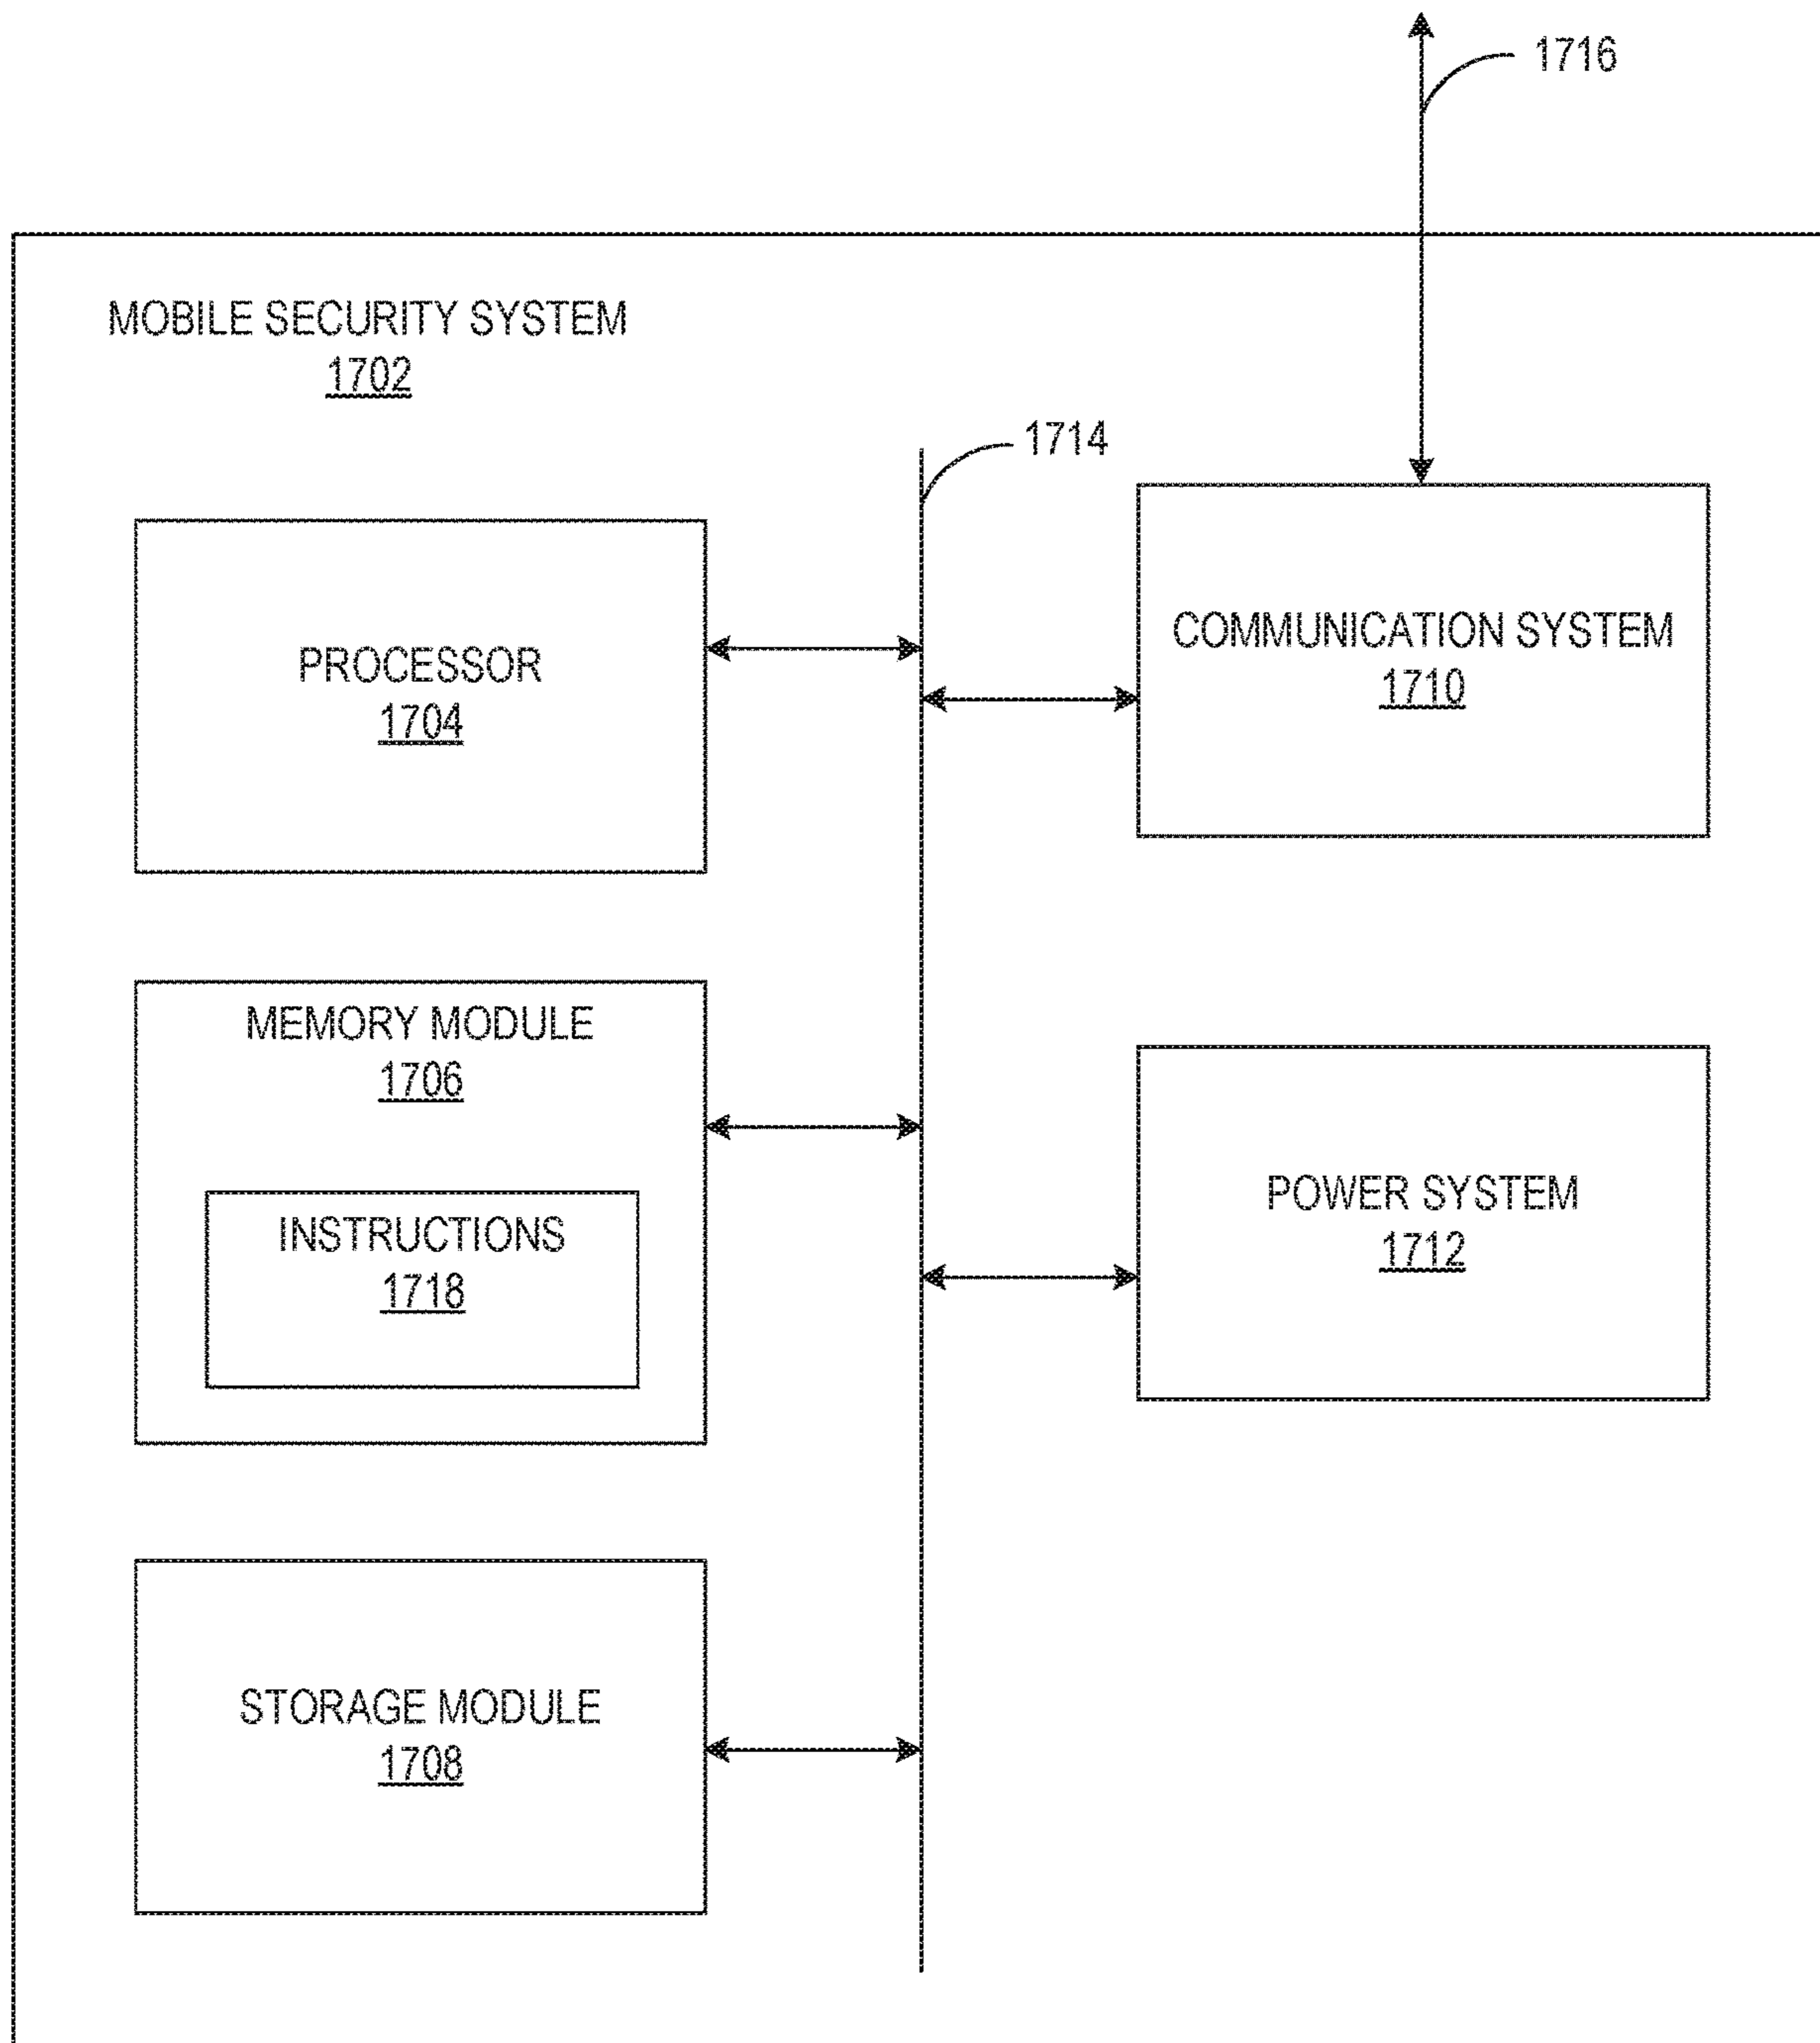 1716
MOBILE SECURITY SYSTEM
1702
1714
PROCESSOR
1704
COMMUNICATION SYSTEM
1710
MEMORY MODULE
1706
INSTRUCTIONS
1718
POWER SYSTEM
1712
STORAGE MODULE
1708